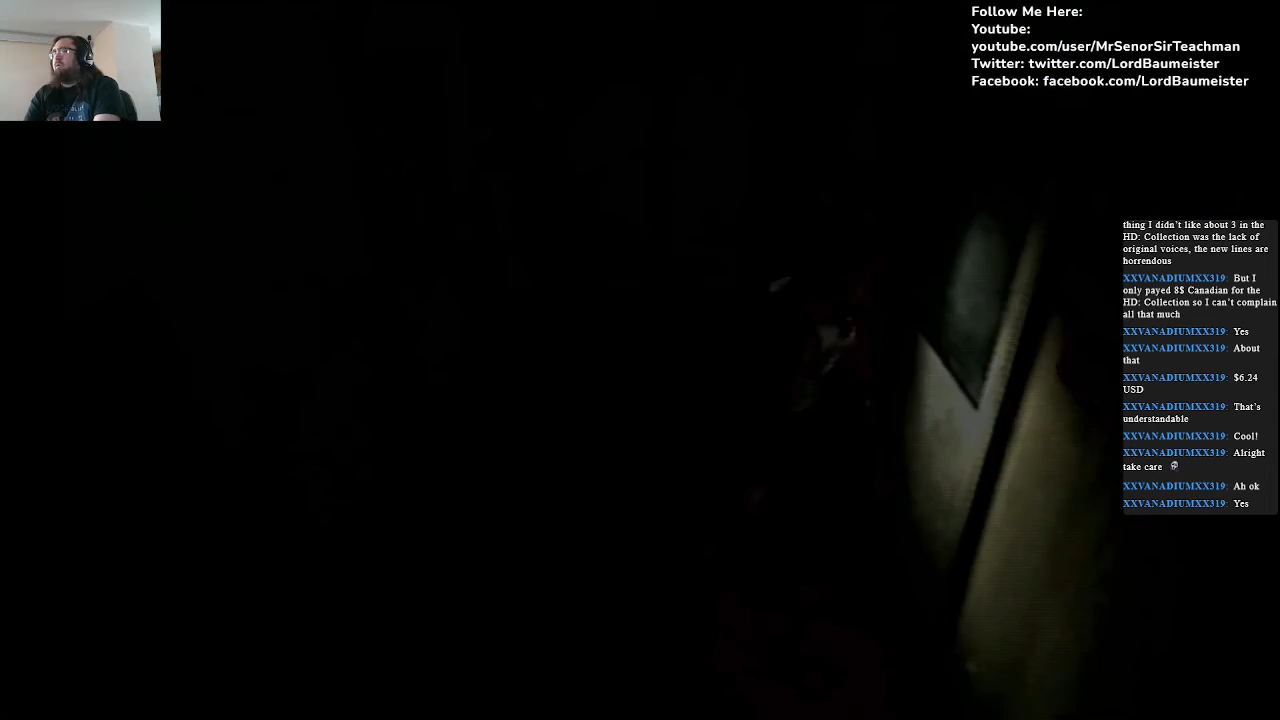 Follow Me Here:
Youtube:
youtube.com/user/MrSenorSirTeachman
Twitter: twitter.com/LordBaumeister
Facebook: facebook.com/LordBaumeister
thing I didn't like about 3 in the
HD: Collection was the lack of
original voices, the new lines are
horrendous
XXVANADIUMXX319: But I
only payed 8$ Canadian for the
HD: Collection so I can't complain
all that much
XXVANADIUMXX319: Yes
XXVANADIUMXX319: About
that
XXVANADIUMXX319: $6.24
USD
XXVANADIUMXX319: That's
understandable
XXVANADIUMXX319: Cool!
XXVANADIUMXX319: Alright
take care
XXVANADIUMXX319: Ah ok
XXVANADIUMXX319: Yes